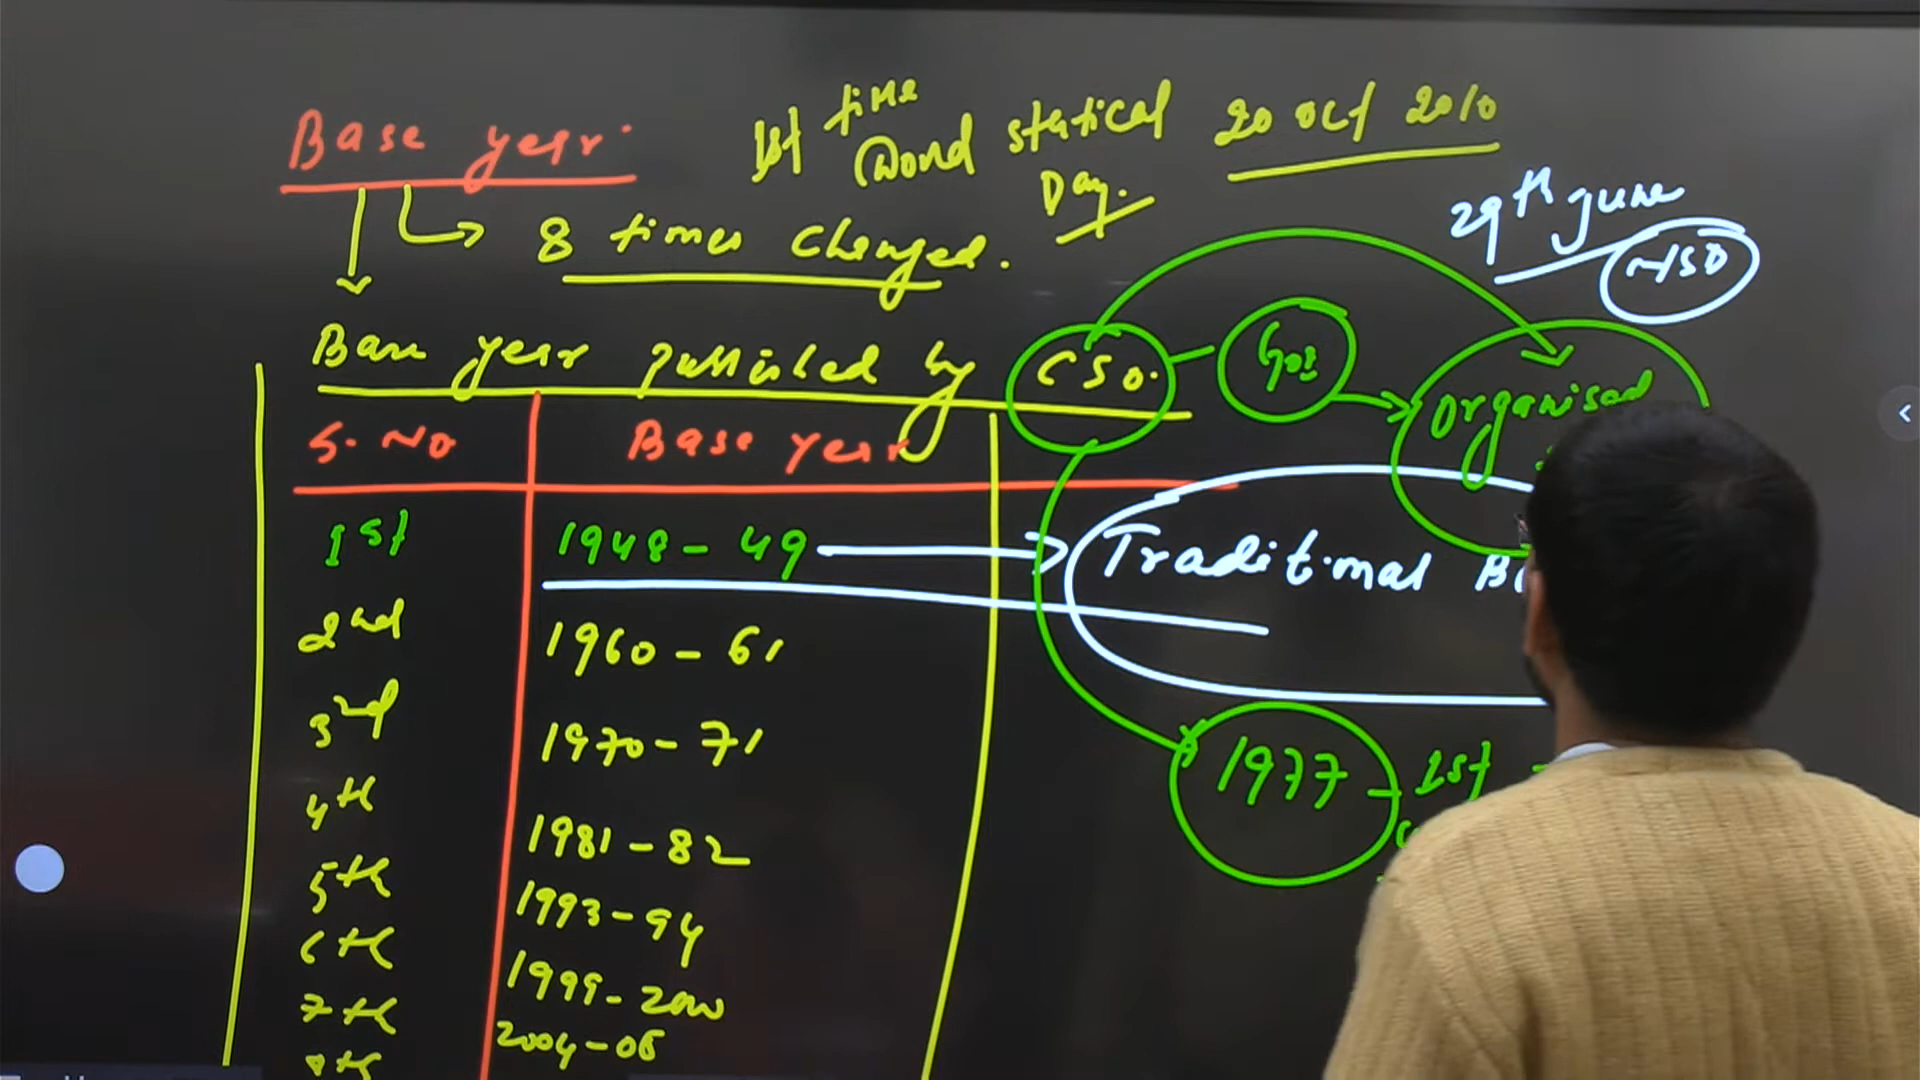 Base year.
1st time World statical Day. 20 Oct 2010
29th June
NSD
8 times changed.
Base year published by CSO.
GOI
Organised
S. No Base year
1st 1948 - 49 Traditional
2nd 1960 - 61
3rd 1970 - 71
4th 1981 - 82
5th 1993 - 94
6th 1999 - 2000
7th 2004 - 05
8th
1977 - 1st